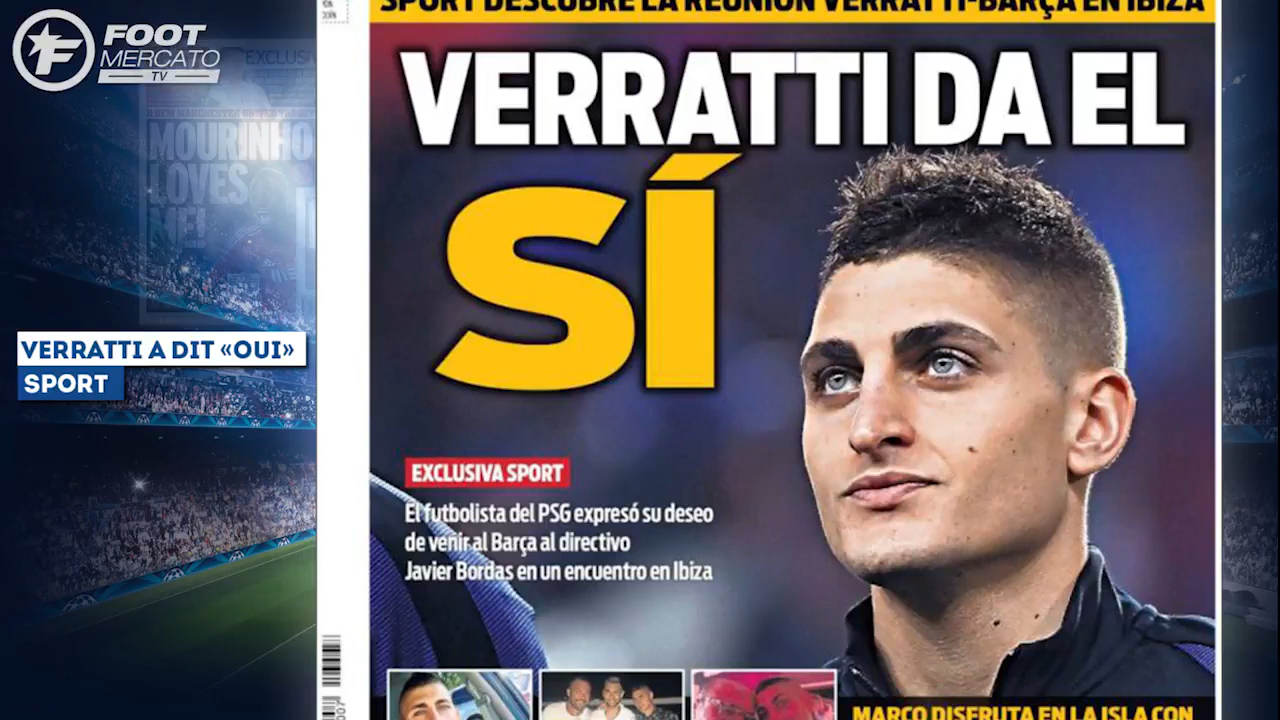 FOOT
MERCATO
TV
EXCLUSI
MOURINHO
LOVES
ME!
VERRATTI A DIT «OUI»
SPORT
SPORT DESCUBRE LA REUNIÓN VERRATTI-BARÇA EN IBIZA
VERRATTI DA EL
SÍ
EXCLUSIVA SPORT
El futbolista del PSG expresó su deseo
de venir al Barça al directivo
Javier Bordas en un encuentro en Ibiza
MARCO DISFRUTA EN LA ISLA CON